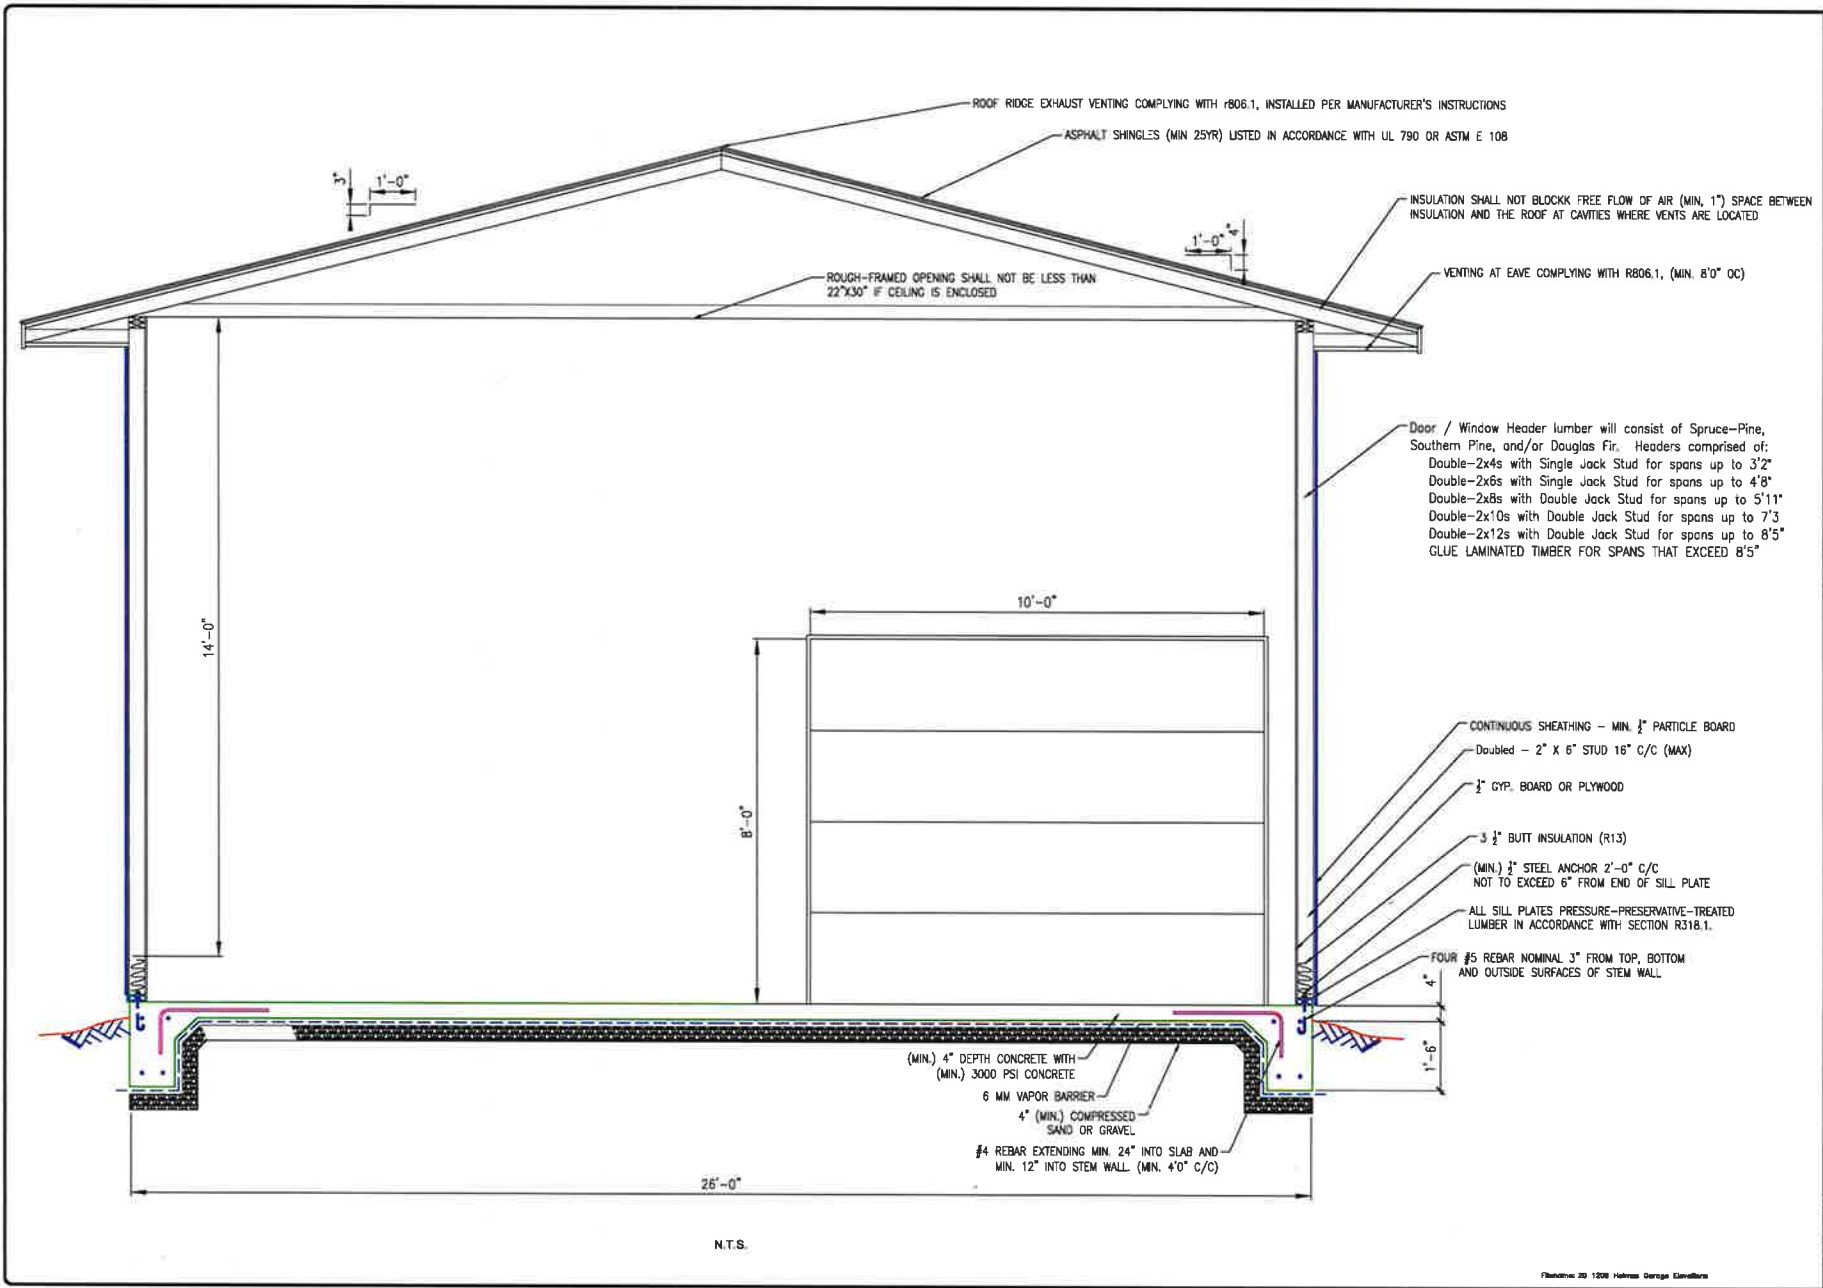 ROOF RIDGE EXHAUST VENTING COMPLYING WITH r806.1, INSTALLED PER MANUFACTURER'S INSTRUCTIONS
ASPHALT SHINGLES (MIN 25YR) LISTED IN ACCORDANCE WITH UL 790 OR ASTM E 108
3"
1'-0"
INSULATION SHALL NOT BLOCKK FREE FLOW OF AIR (MIN, 1") SPACE BETWEEN
INSULATION AND THE ROOF AT CAVITIES WHERE VENTS ARE LOCATED
1'-0"
4"
VENTING AT EAVE COMPLYING WITH R806.1, (MIN. 8'0" OC)
ROUGH-FRAMED OPENING SHALL NOT BE LESS THAN
22"X30" IF CEILING IS ENCLOSED
Door / Window Header lumber will consist of Spruce-Pine,
Southern Pine, and/or Douglas Fir. Headers comprised of:
Double-2x4s with Single Jack Stud for spans up to 3'2"
Double-2x6s with Single Jack Stud for spans up to 4'8"
Double-2x8s with Double Jack Stud for spans up to 5'11"
Double-2x10s with Double Jack Stud for spans up to 7'3
Double-2x12s with Double Jack Stud for spans up to 8'5"
GLUE LAMINATED TIMBER FOR SPANS THAT EXCEED 8'5"
14'-0"
10'-0"
8'-0"
CONTINUOUS SHEATHING - MIN. ½" PARTICLE BOARD
Doubled - 2" X 6" STUD 16" C/C (MAX)
½" GYP. BOARD OR PLYWOOD
3 ½" BUTT INSULATION (R13)
(MIN.) ½" STEEL ANCHOR 2'-0" C/C
NOT TO EXCEED 6" FROM END OF SILL PLATE
ALL SILL PLATES PRESSURE-PRESERVATIVE-TREATED
LUMBER IN ACCORDANCE WITH SECTION R318.1.
FOUR #5 REBAR NOMINAL 3" FROM TOP, BOTTOM
AND OUTSIDE SURFACES OF STEM WALL
4"
1'-6"
(MIN.) 4" DEPTH CONCRETE WITH
(MIN.) 3000 PSI CONCRETE
6 MM VAPOR BARRIER
4" (MIN.) COMPRESSED
SAND OR GRAVEL
#4 REBAR EXTENDING MIN. 24" INTO SLAB AND
MIN. 12" INTO STEM WALL (MIN. 4'0" C/C)
26'-0"
N.T.S.
Filename: 20 1208 Holmes Garage Elevations